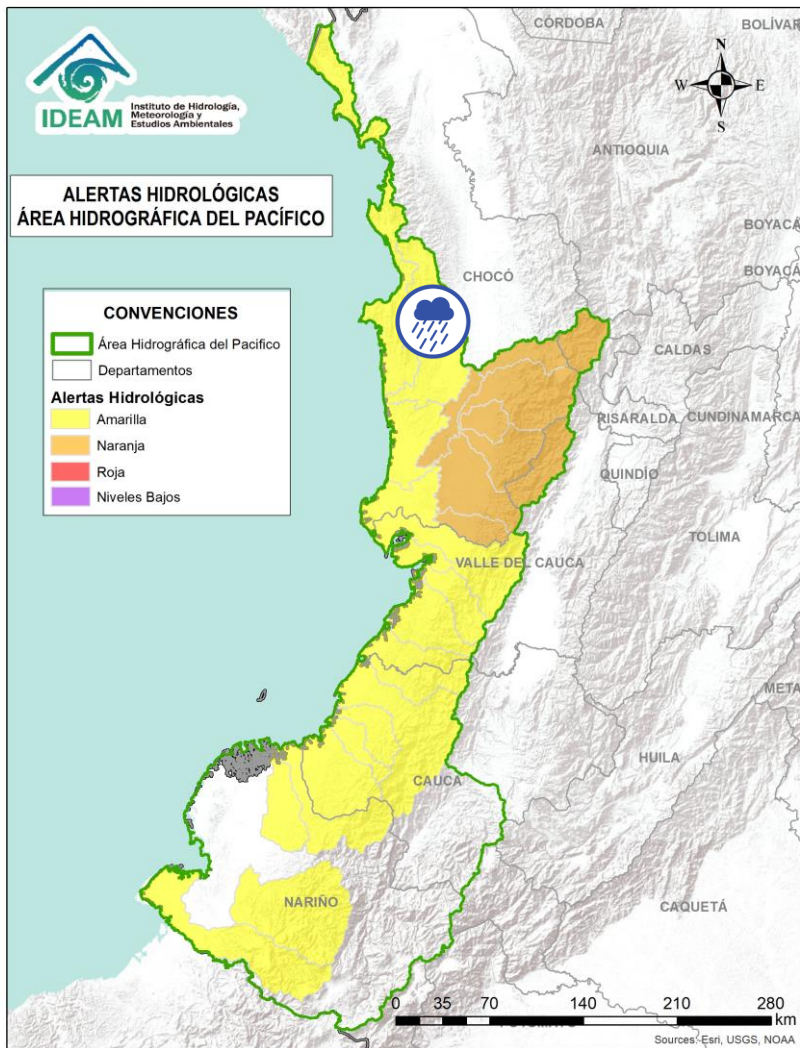 CÓRDOBA
BOLÍVAR
N
W
E
S
IDEAM
Instituto de Hidrología,
Meteorología y
Estudios Ambientales
ANTIOQUIA
ALERTAS HIDROLÓGICAS
ÁREA HIDROGRÁFICA DEL PACÍFICO
BOYACÁ
BOYACÁ
CHOCÓ
CONVENCIONES
Área Hidrográfica del Pacifico
Departamentos
Alertas Hidrológicas
Amarilla
Naranja
Roja
Niveles Bajos
CALDAS
RISARALDA
CUNDINAMARCA
QUINDÍO
TOLIMA
VALLE DEL CAUCA
META
HUILA
CAUCA
NARIÑO
CAQUETÁ
0 35 70 140 210 280
km
Sources: Esri, USGS, NOAA